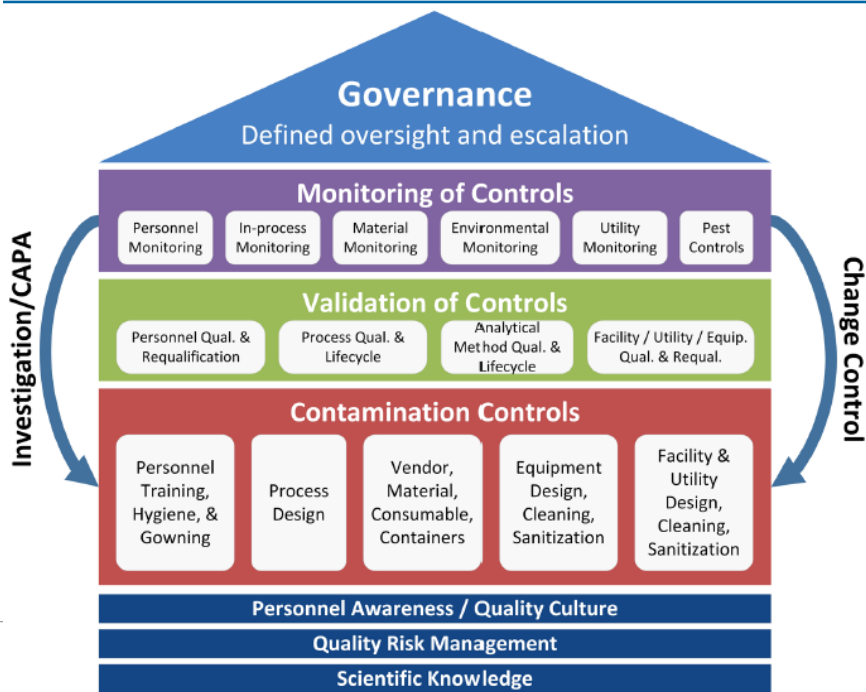 Governance
Defined oversight and escalation
Monitoring of Controls
Personnel
Monitoring
In-process
Monitoring
Material
Monitoring
Environmental
Monitoring
Utility
Monitoring
Pest
Controls
Validation of Controls
Personnel Qual. &
Requalification
Process Qual. &
Lifecycle
Analytical
Method Qual. &
Lifecycle
Facility / Utility / Equip.
Qual. & Requal.
Contamination Controls
Personnel
Training,
Hygiene, &
Gowning
Process
Design
Vendor,
Material,
Consumable,
Containers
Equipment
Design,
Cleaning,
Sanitization
Facility &
Utility
Design,
Cleaning,
Sanitization
Investigation/CAPA
Change Control
Personnel Awareness / Quality Culture
Quality Risk Management
Scientific Knowledge